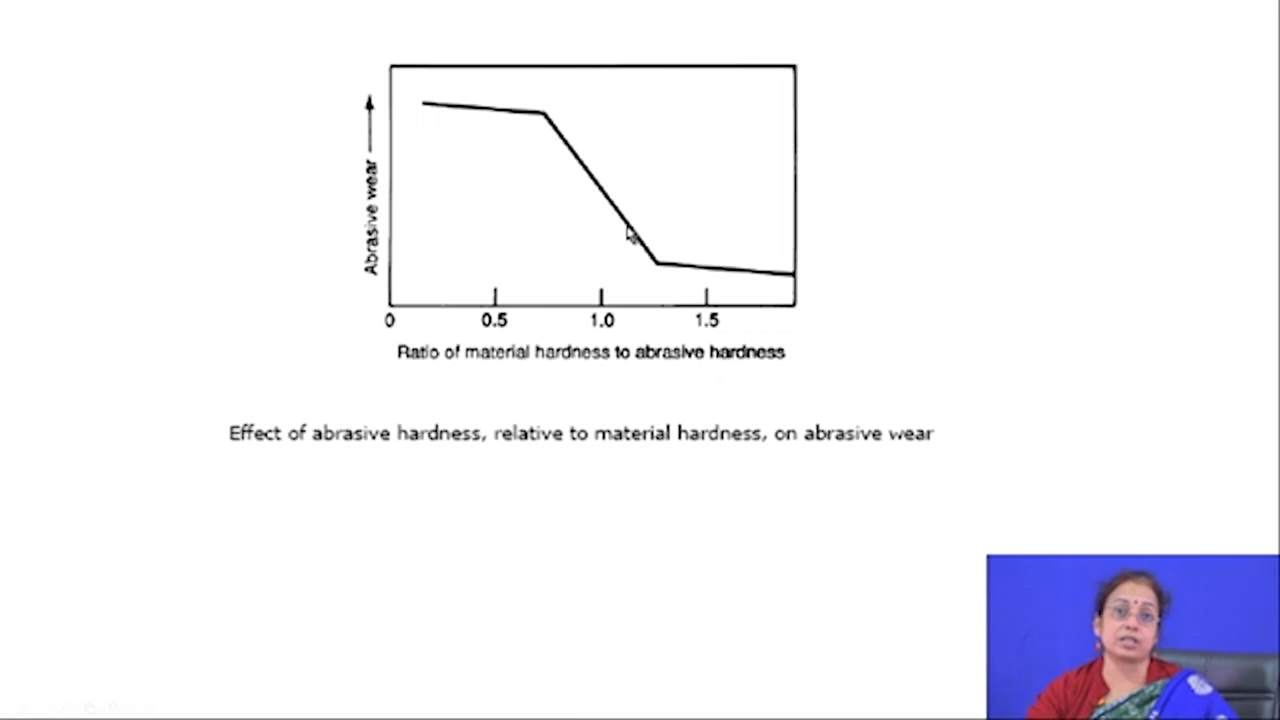 Abrasive wear
0 0.5 1.0 1.5
Ratio of material hardness to abrasive hardness
Effect of abrasive hardness, relative to material hardness, on abrasive wear